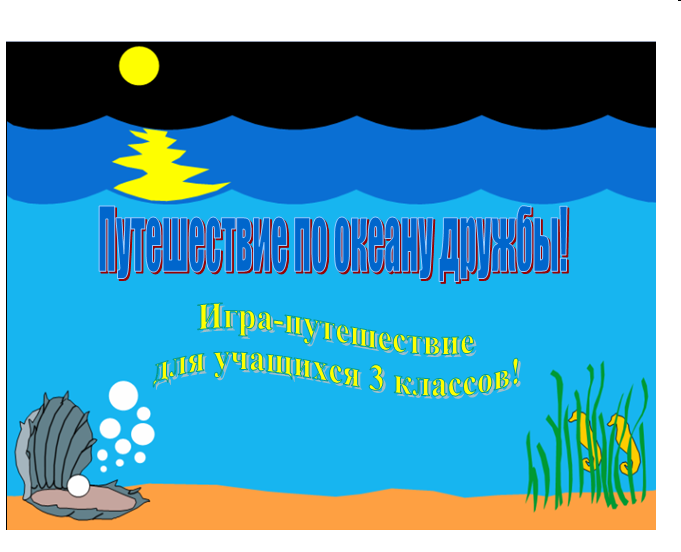 Путешествие по океану дружбы!
Игра-путешествие
для учащихся 3 классов!